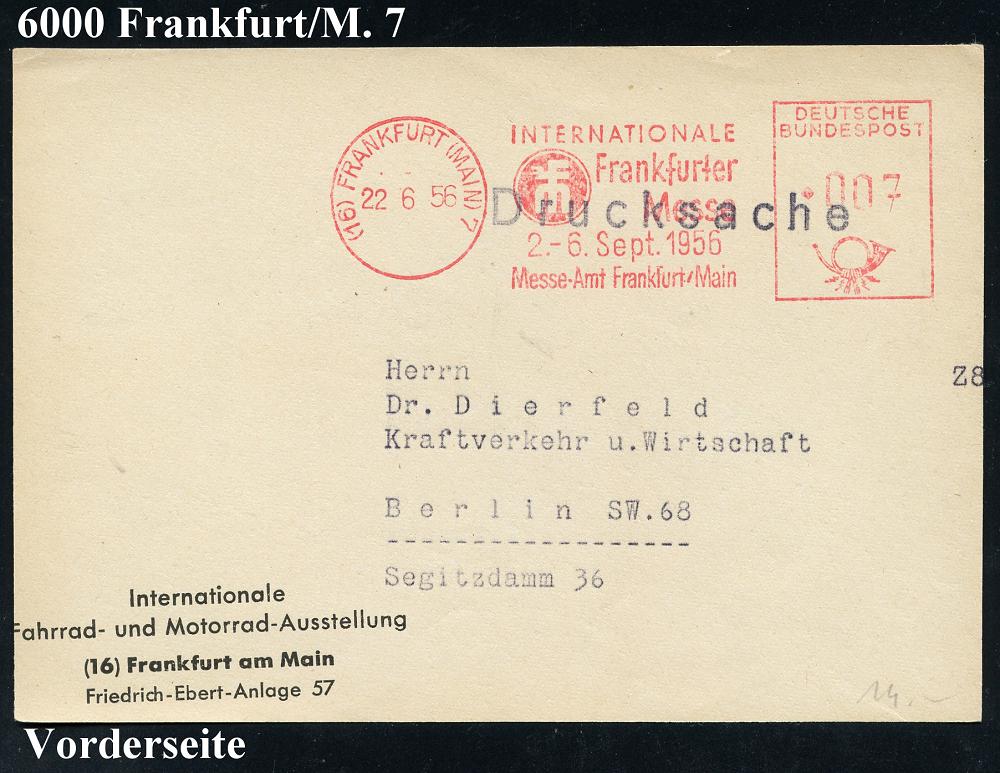 6000 Frankfurt/M. 7
(16) FRANKFURT (MAIN) 7
22 6 56
INTERNATIONALE
Frankfurter
Messe
2.-6. Sept. 1956
Messe-Amt Frankfurt/Main
DEUTSCHE
BUNDESPOST
007
Drucksache
Herrn
Z8
Dr. Dierfeld
Kraftverkehr u.Wirtschaft
Berlin SW.68
------------------
Segitzdamm 36
Internationale
Fahrrad- und Motorrad-Ausstellung
(16) Frankfurt am Main
Friedrich-Ebert-Anlage 57
14.-
Vorderseite